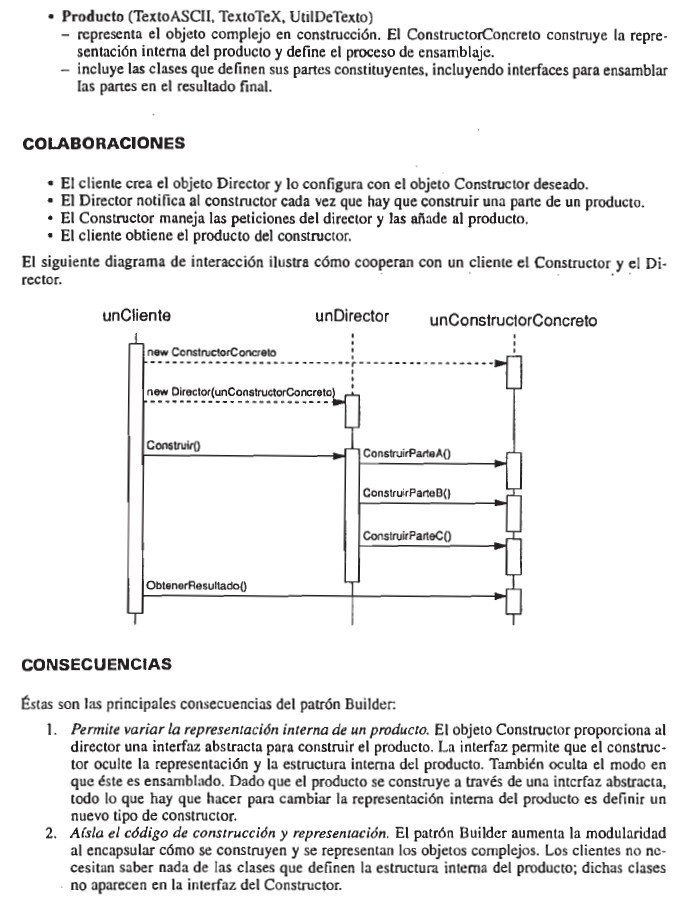 • Producto (TextoASCII, TextoTeX, UtilDeTexto)
– representa el objeto complejo en construcción. El ConstructorConcreto construye la repre-
sentación interna del producto y define el proceso de ensamblaje.
– incluye las clases que definen sus partes constituyentes, incluyendo interfaces para ensamblar
las partes en el resultado final.
COLABORACIONES
• El cliente crea el objeto Director y lo configura con el objeto Constructor deseado.
• El Director notifica al constructor cada vez que hay que construir una parte de un producto.
• El Constructor maneja las peticiones del director y las añade al producto.
• El cliente obtiene el producto del constructor.
El siguiente diagrama de interacción ilustra cómo cooperan con un cliente el Constructor y el Di-
rector.
unCliente unDirector unConstructorConcreto
new ConstructorConcreto
new Director(unConstructorConcreto)
Construir()
ConstruirParteA()
ConstruirParteB()
ConstruirParteC()
ObtenerResultado()
CONSECUENCIAS
Éstas son las principales consecuencias del patrón Builder:
1. Permite variar la representación interna de un producto. El objeto Constructor proporciona al
director una interfaz abstracta para construir el producto. La interfaz permite que el construc-
tor oculte la representación y la estructura interna del producto. También oculta el modo en
que éste es ensamblado. Dado que el producto se construye a través de una interfaz abstracta,
todo lo que hay que hacer para cambiar la representación interna del producto es definir un
nuevo tipo de constructor.
2. Aísla el código de construcción y representación. El patrón Builder aumenta la modularidad
al encapsular cómo se construyen y se representan los objetos complejos. Los clientes no ne-
cesitan saber nada de las clases que definen la estructura interna del producto; dichas clases
no aparecen en la interfaz del Constructor.